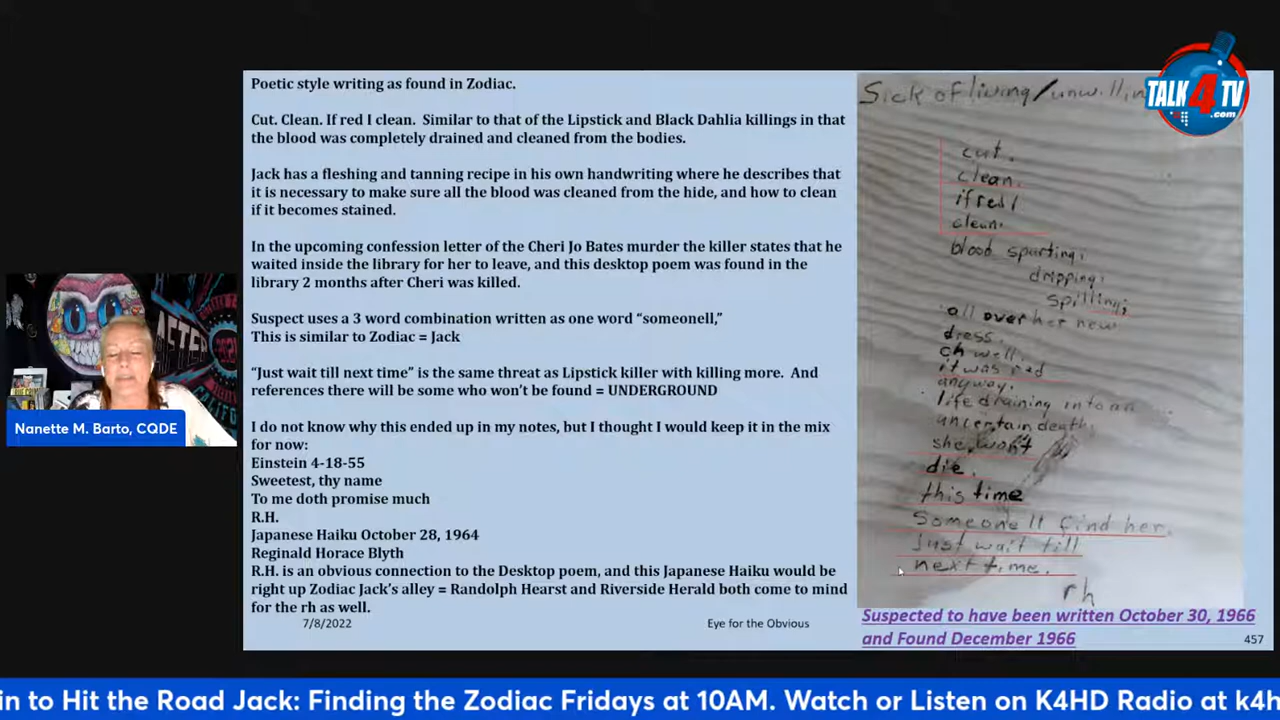 Poetic style writing as found in Zodiac.
Cut. Clean. If red I clean. Similar to that of the Lipstick and Black Dahlia killings in that
the blood was completely drained and cleaned from the bodies.
Jack has a fleshing and tanning recipe in his own handwriting where he describes that
it is necessary to make sure all the blood was cleaned from the hide, and how to clean
if it becomes stained.
In the upcoming confession letter of the Cheri Jo Bates murder the killer states that he
waited inside the library for her to leave, and this desktop poem was found in the
library 2 months after Cheri was killed.
Suspect uses a 3 word combination written as one word “someonell,”
This is similar to Zodiac = Jack
“Just wait till next time” is the same threat as Lipstick killer with killing more. And
references there will be some who won’t be found = UNDERGROUND
I do not know why this ended up in my notes, but I thought I would keep it in the mix
for now:
Einstein 4-18-55
Sweetest, thy name
To me doth promise much
R.H.
Japanese Haiku October 28, 1964
Reginald Horace Blyth
R.H. is an obvious connection to the Desktop poem, and this Japanese Haiku would be
right up Zodiac Jack’s alley = Randolph Hearst and Riverside Herald both come to mind
for the rh as well.
7/8/2022
Eye for the Obvious
Sick of living/unwillin
cut.
clean.
if red/
clean.
blood spurting,
dripping,
spilling;
all over her new
dress.
oh well.
it was red
anyway.
life draining into an
uncertain death.
she won't
die.
this time
Someone ll find her.
Just wait till
next time.
rh
Suspected to have been written October 30, 1966
and Found December 1966
457
TALK4TV
AFTER
Nanette M. Barto, CQDE
in to Hit the Road Jack: Finding the Zodiac Fridays at 10AM. Watch or Listen on K4HD Radio at k4h